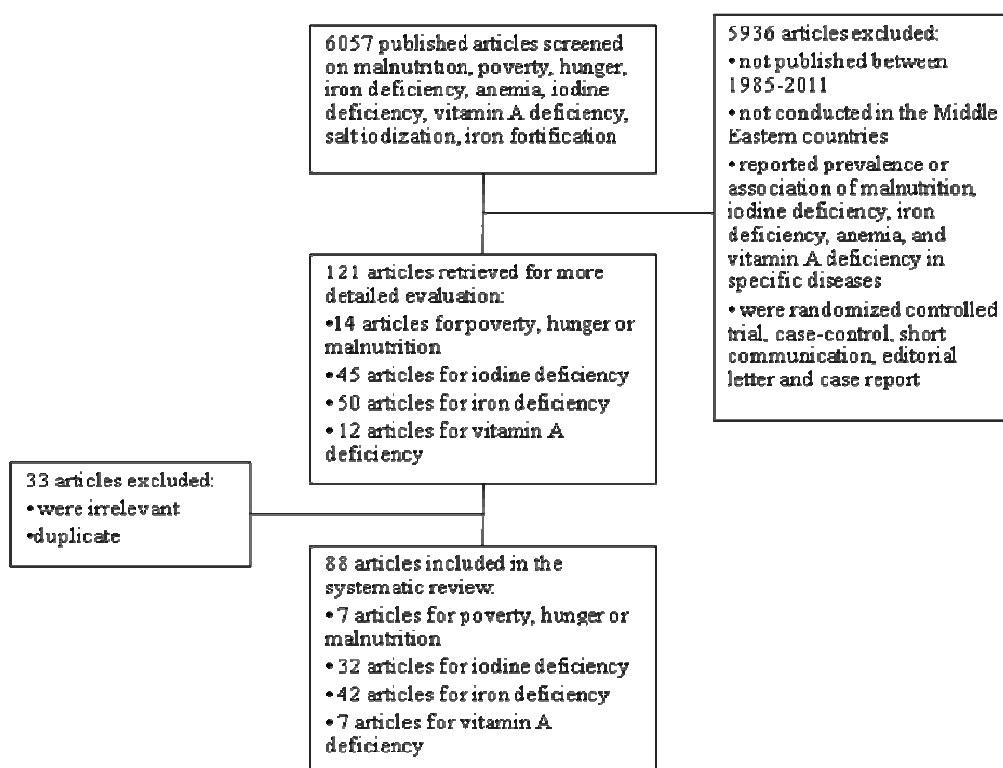 6057 published articles screened
on malnutrition, poverty, hunger,
iron deficiency, anemia, iodine
deficiency, vitamin A deficiency,
salt iodization, iron fortification
5936 articles excluded:
• not published between
1985-2011
• not conducted in the Middle
Eastern countries
• reported prevalence or
association of malnutrition,
iodine deficiency, iron
deficiency, anemia, and
vitamin A deficiency in
specific diseases
• were randomized controlled
trial, case-control, short
communication, editorial
letter and case report
121 articles retrieved for more
detailed evaluation:
•14 articles for poverty, hunger or
malnutrition
• 45 articles for iodine deficiency
• 50 articles for iron deficiency
• 12 articles for vitamin A
deficiency
33 articles excluded:
• were irrelevant
•duplicate
88 articles included in the
systematic review:
• 7 articles for poverty, hunger or
malnutrition
• 32 articles for iodine deficiency
• 42 articles for iron deficiency
• 7 articles for vitamin A
deficiency